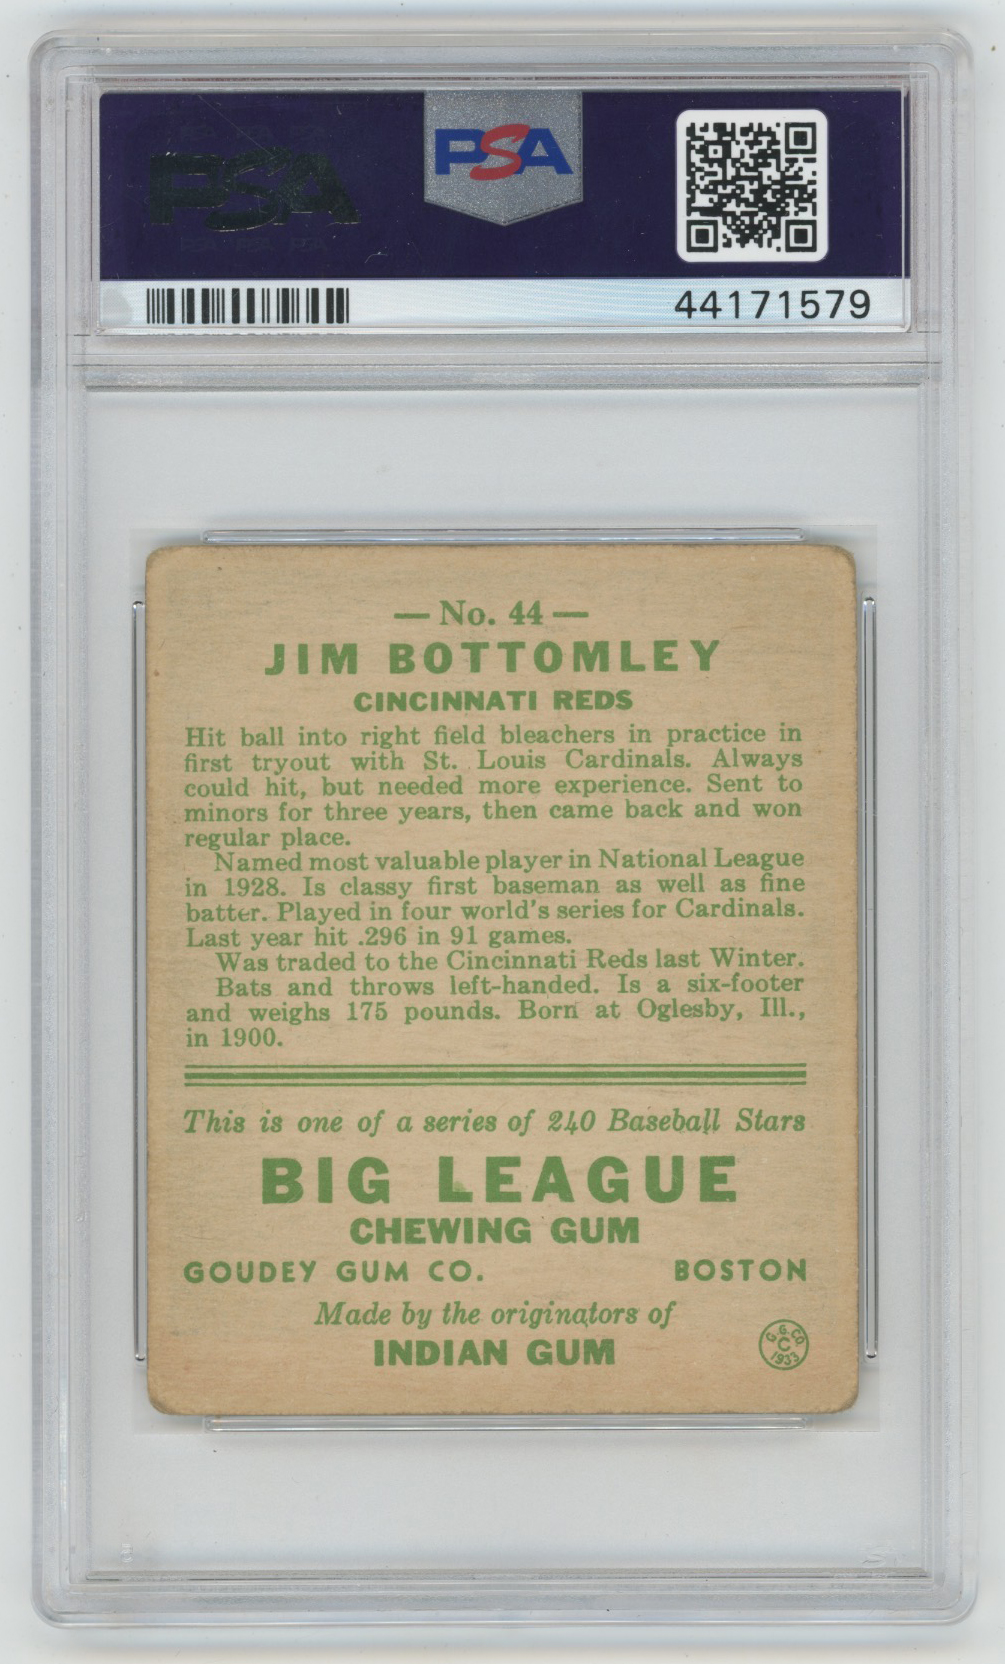 PSA
PSA
44171579
— No. 44 —
JIM BOTTOMLEY
CINCINNATI REDS
Hit ball into right field bleachers in practice in
first tryout with St. Louis Cardinals. Always
could hit, but needed more experience. Sent to
minors for three years, then came back and won
regular place.
Named most valuable player in National League
in 1928. Is classy first baseman as well as fine
batter. Played in four world's series for Cardinals.
Last year hit .296 in 91 games.
Was traded to the Cincinnati Reds last Winter.
Bats and throws left-handed. Is a six-footer
and weighs 175 pounds. Born at Oglesby, Ill.,
in 1900.
This is one of a series of 240 Baseball Stars
BIG LEAGUE
CHEWING GUM
GOUDEY GUM CO. BOSTON
Made by the originators of
INDIAN GUM
G. G. CO.
C
1933